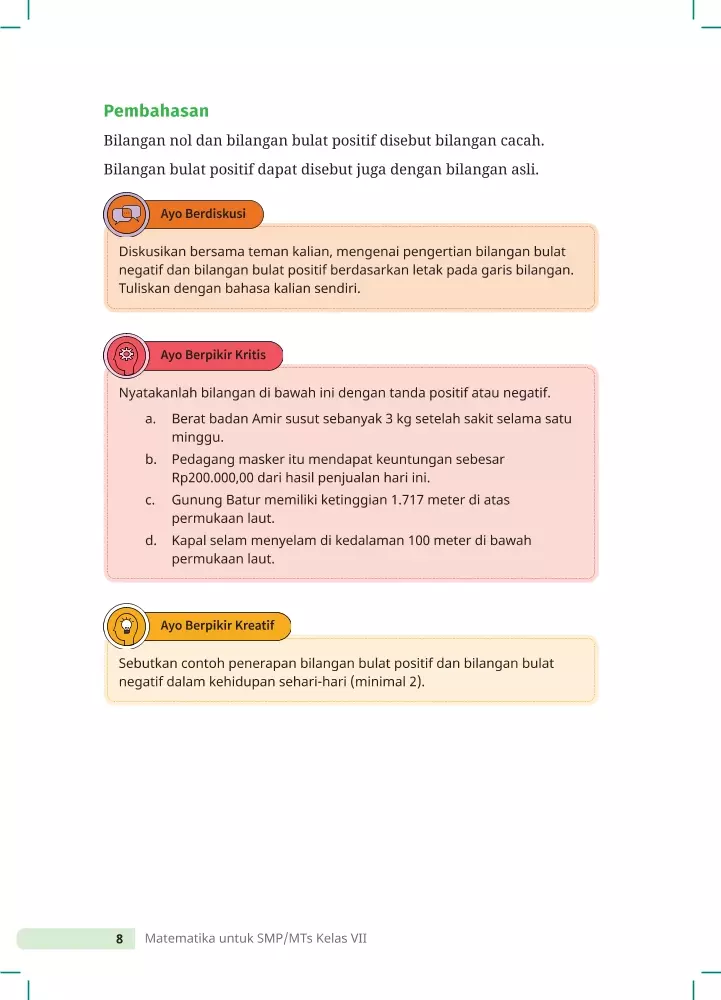 Pembahasan
Bilangan nol dan bilangan bulat positif disebut bilangan cacah.
Bilangan bulat positif dapat disebut juga dengan bilangan asli.
Ayo Berdiskusi
Diskusikan bersama teman kalian, mengenai pengertian bilangan bulat
negatif dan bilangan bulat positif berdasarkan letak pada garis bilangan.
Tuliskan dengan bahasa kalian sendiri.
Ayo Berpikir Kritis
Nyatakanlah bilangan di bawah ini dengan tanda positif atau negatif.
a. Berat badan Amir susut sebanyak 3 kg setelah sakit selama satu
minggu.
b. Pedagang masker itu mendapat keuntungan sebesar
Rp200.000,00 dari hasil penjualan hari ini.
c. Gunung Batur memiliki ketinggian 1.717 meter di atas
permukaan laut.
d. Kapal selam menyelam di kedalaman 100 meter di bawah
permukaan laut.
Ayo Berpikir Kreatif
Sebutkan contoh penerapan bilangan bulat positif dan bilangan bulat
negatif dalam kehidupan sehari-hari (minimal 2).
8 Matematika untuk SMP/MTs Kelas VII